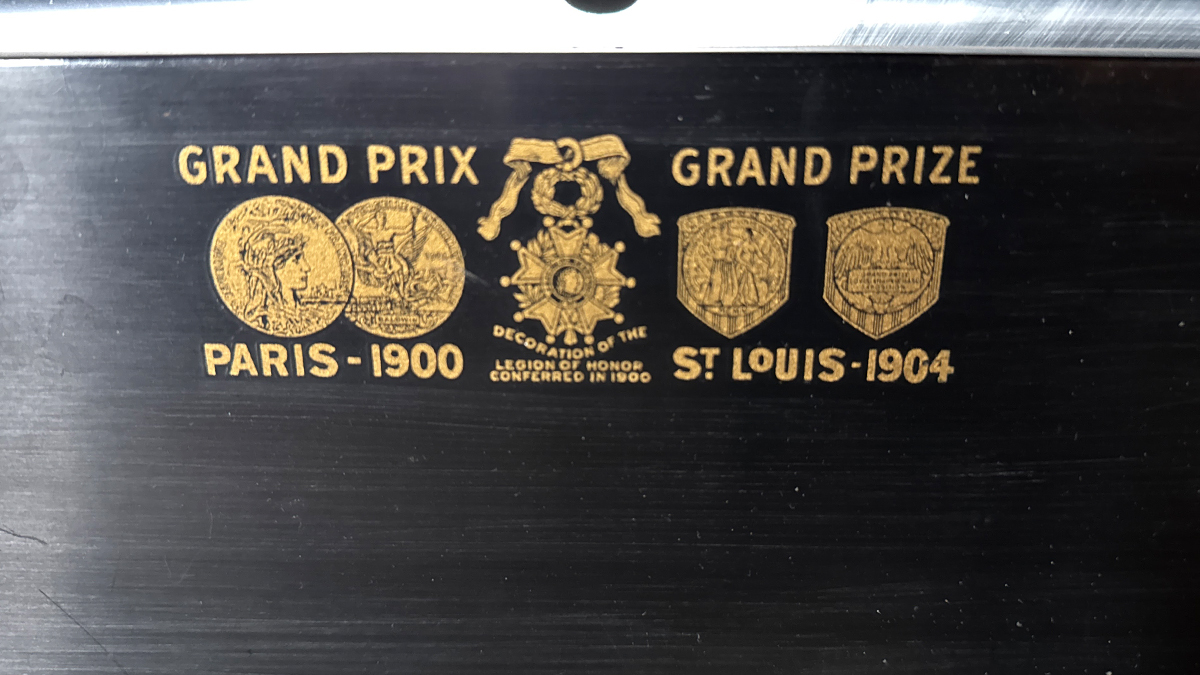 GRAND PRIX
PARIS - 1900
DECORATION OF THE
LEGION OF HONOR
CONFERRED IN 1900
GRAND PRIZE
ST. LOUIS - 1904